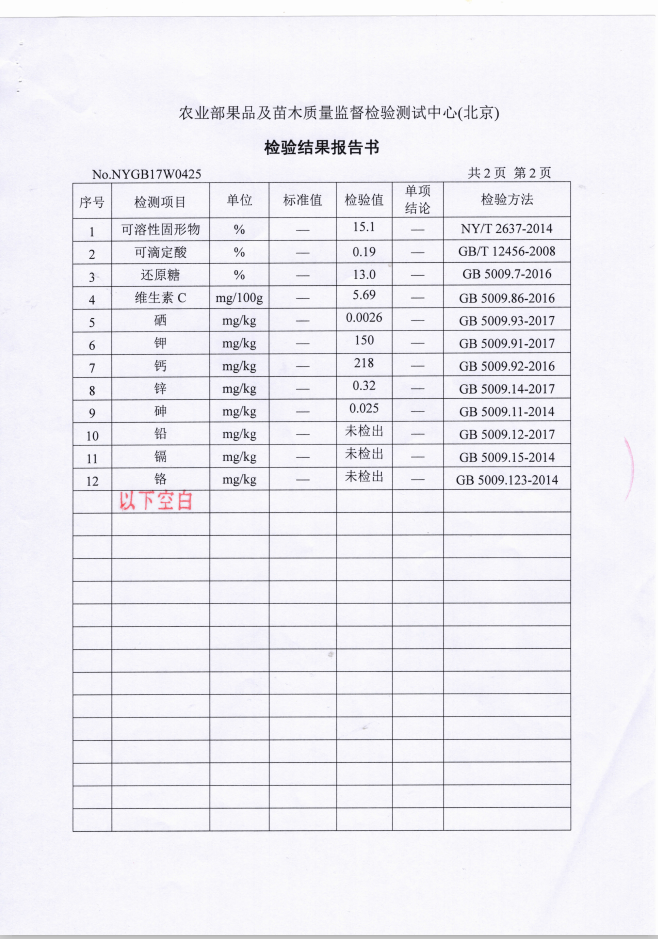 农业部果品及苗木质量监督检验测试中心(北京)
检验结果报告书
No.NYGB17W0425 共2页 第2页
序号 检测项目 单位 标准值 检验值 单项结论 检验方法
1 可溶性固形物 % — 15.1 — NY/T 2637-2014
2 可滴定酸 % — 0.19 — GB/T 12456-2008
3 还原糖 % — 13.0 — GB 5009.7-2016
4 维生素C mg/100g — 5.69 — GB 5009.86-2016
5 硒 mg/kg — 0.0026 — GB 5009.93-2017
6 钾 mg/kg — 150 — GB 5009.91-2017
7 钙 mg/kg — 218 — GB 5009.92-2016
8 锌 mg/kg — 0.32 — GB 5009.14-2017
9 砷 mg/kg — 0.025 — GB 5009.11-2014
10 铅 mg/kg — 未检出 — GB 5009.12-2017
11 镉 mg/kg — 未检出 — GB 5009.15-2014
12 铬 mg/kg — 未检出 — GB 5009.123-2014
以下空白